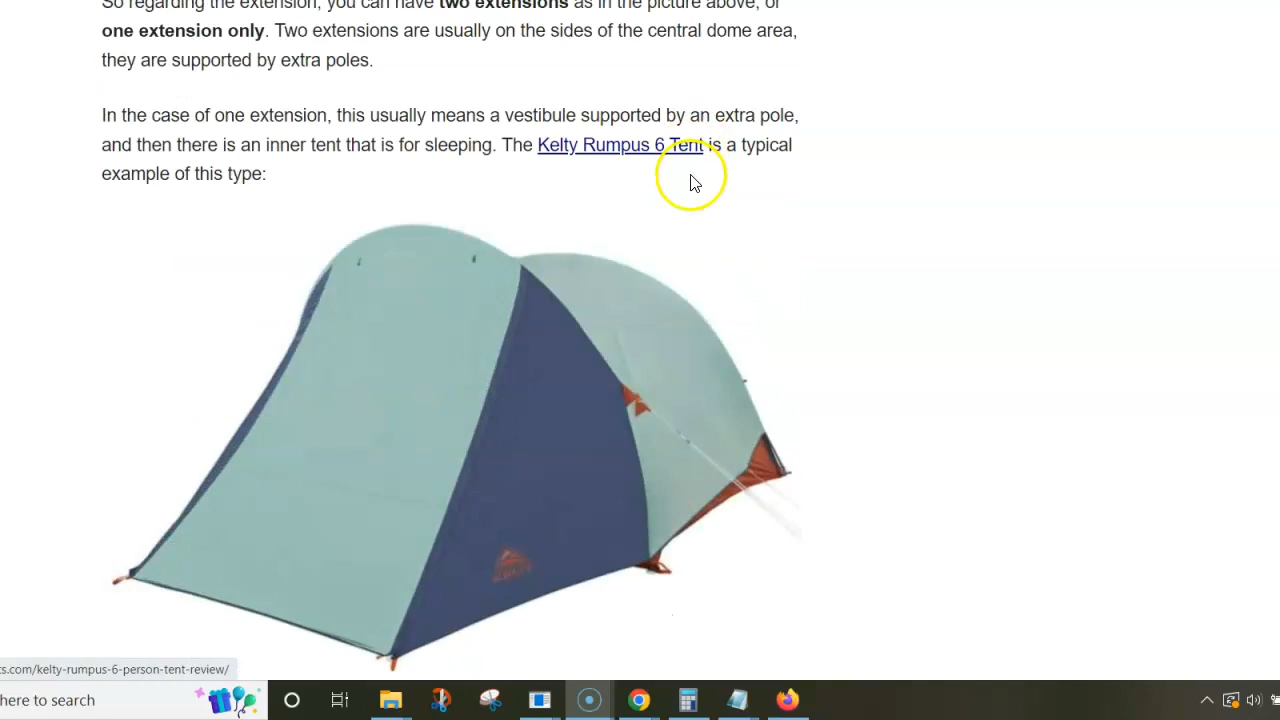 So regarding the extension, you can have two extensions as in the picture above, or
one extension only. Two extensions are usually on the sides of the central dome area,
they are supported by extra poles.
In the case of one extension, this usually means a vestibule supported by an extra pole,
and then there is an inner tent that is for sleeping. The Kelty Rumpus 6 Tent is a typical
example of this type:
ts.com/kelty-rumpus-6-person-tent-review/
here to search